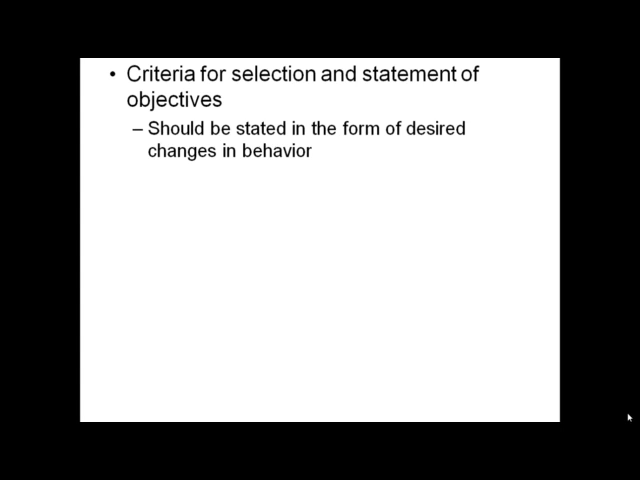 • Criteria for selection and statement of
objectives
– Should be stated in the form of desired
changes in behavior